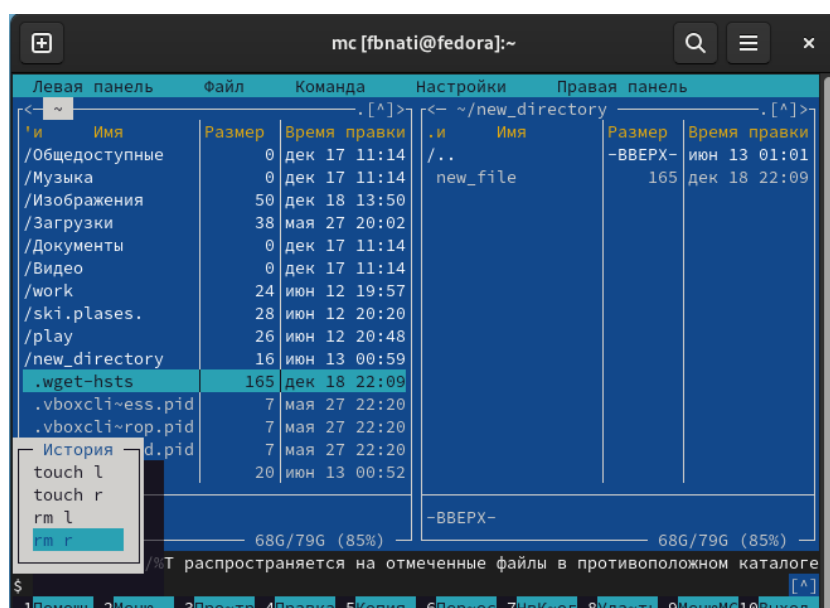 mc [fbnati@fedora]:~
Левая панель Файл Команда Настройки Правая панель
<─ ~ .[^]> <─ ~/new_directory .[^]>
'и Имя Размер Время правки .и Имя Размер Время правки
/Общедоступные 0 дек 17 11:14 /.. -ВВЕРХ- июн 13 01:01
/Музыка 0 дек 17 11:14 new_file 165 дек 18 22:09
/Изображения 50 дек 18 13:50
/Загрузки 38 мая 27 20:02
/Документы 0 дек 17 11:14
/Видео 0 дек 17 11:14
/work 24 июн 12 19:57
/ski.plases. 28 июн 12 20:20
/play 26 июн 12 20:48
/new_directory 16 июн 13 00:59
.wget-hsts 165 дек 18 22:09
.vboxcli~ess.pid 7 мая 27 22:20
.vboxcli~rop.pid 7 мая 27 22:20
История d.pid 7 мая 27 22:20
touch l 20 июн 13 00:52
touch r
rm l -ВВЕРХ-
rm r 68G/79G (85%) 68G/79G (85%)
/%T распространяется на отмеченные файлы в противоположном каталоге
$ [^]